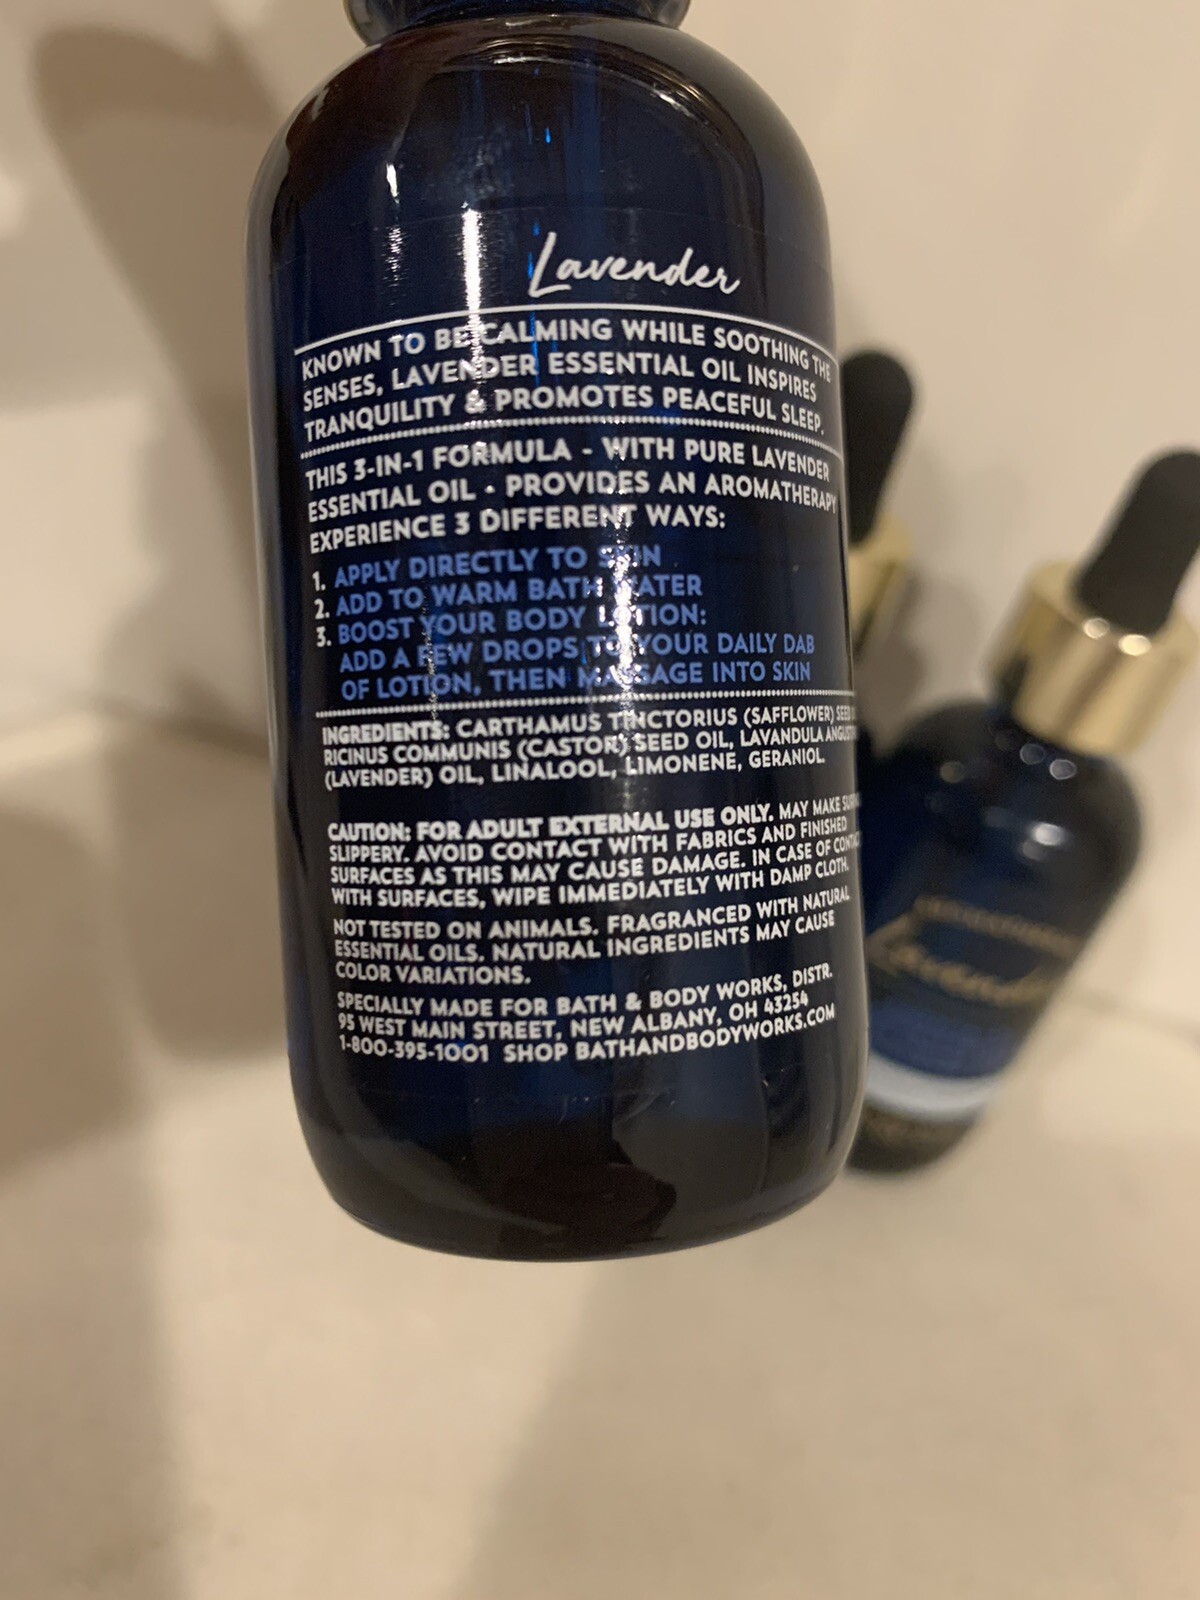 Lavender
KNOWN TO BE CALMING WHILE SOOTHING THE
SENSES, LAVENDER ESSENTIAL OIL INSPIRES
TRANQUILITY & PROMOTES PEACEFUL SLEEP.
THIS 3-IN-1 FORMULA - WITH PURE LAVENDER
ESSENTIAL OIL - PROVIDES AN AROMATHERAPY
EXPERIENCE 3 DIFFERENT WAYS:
1. APPLY DIRECTLY TO SKIN
2. ADD TO WARM BATH WATER
3. BOOST YOUR BODY LOTION:
ADD A FEW DROPS TO YOUR DAILY DAB
OF LOTION, THEN MASSAGE INTO SKIN
INGREDIENTS: CARTHAMUS TINCTORIUS (SAFFLOWER) SEED
RICINUS COMMUNIS (CASTOR) SEED OIL, LAVANDULA
(LAVENDER) OIL, LINALOOL, LIMONENE, GERANIOL.
CAUTION: FOR ADULT EXTERNAL USE ONLY. MAY MAKE
SLIPPERY. AVOID CONTACT WITH FABRICS AND FINISHED
SURFACES AS THIS MAY CAUSE DAMAGE. IN CASE OF
WITH SURFACES, WIPE IMMEDIATELY WITH DAMP CLOTH.
NOT TESTED ON ANIMALS. FRAGRANCED WITH NATURAL
ESSENTIAL OILS. NATURAL INGREDIENTS MAY CAUSE
COLOR VARIATIONS.
SPECIALLY MADE FOR BATH & BODY WORKS, DISTR.
95 WEST MAIN STREET, NEW ALBANY, OH 43254
1-800-395-1001 SHOP BATHANDBODYWORKS.COM
Lavender